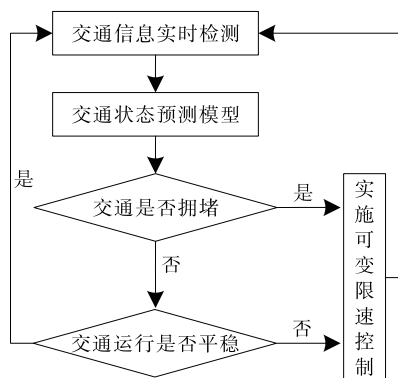 交通信息实时检测
交通状态预测模型
是
交通是否拥堵
是
实施可变限速控制
否
交通运行是否平稳
否